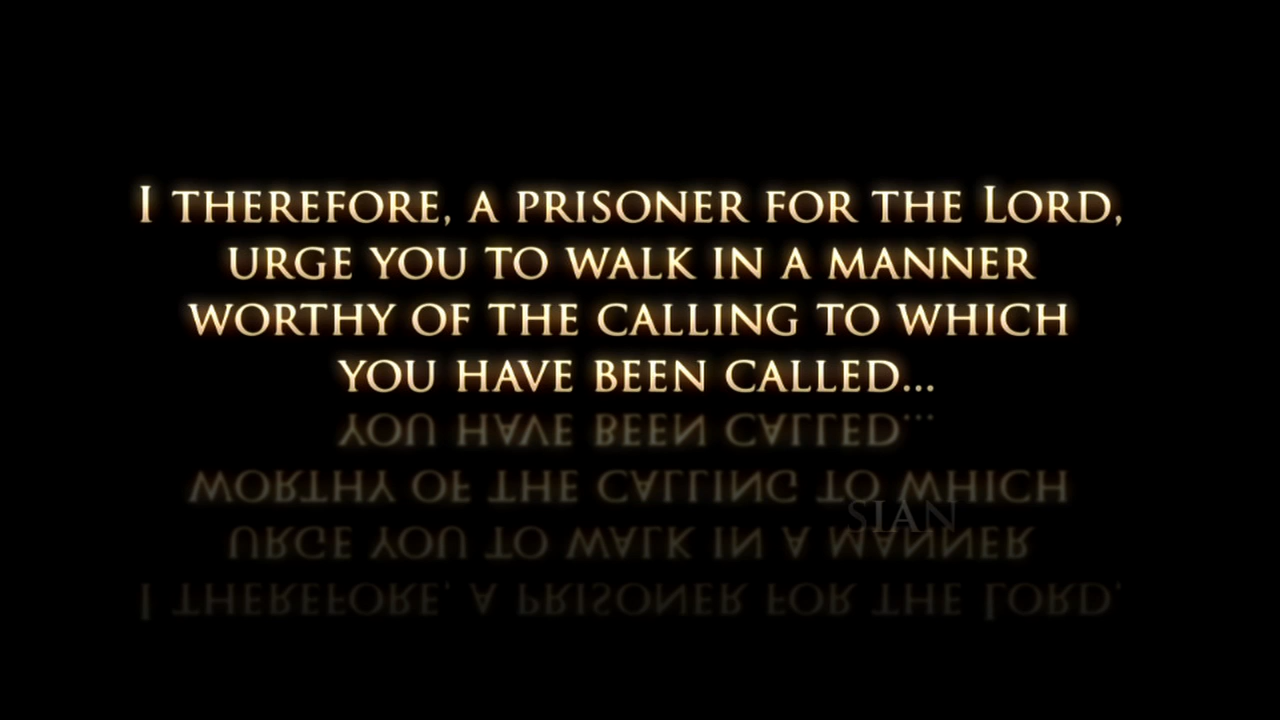 I THEREFORE, A PRISONER FOR THE LORD,
URGE YOU TO WALK IN A MANNER
WORTHY OF THE CALLING TO WHICH
YOU HAVE BEEN CALLED...
SIAN